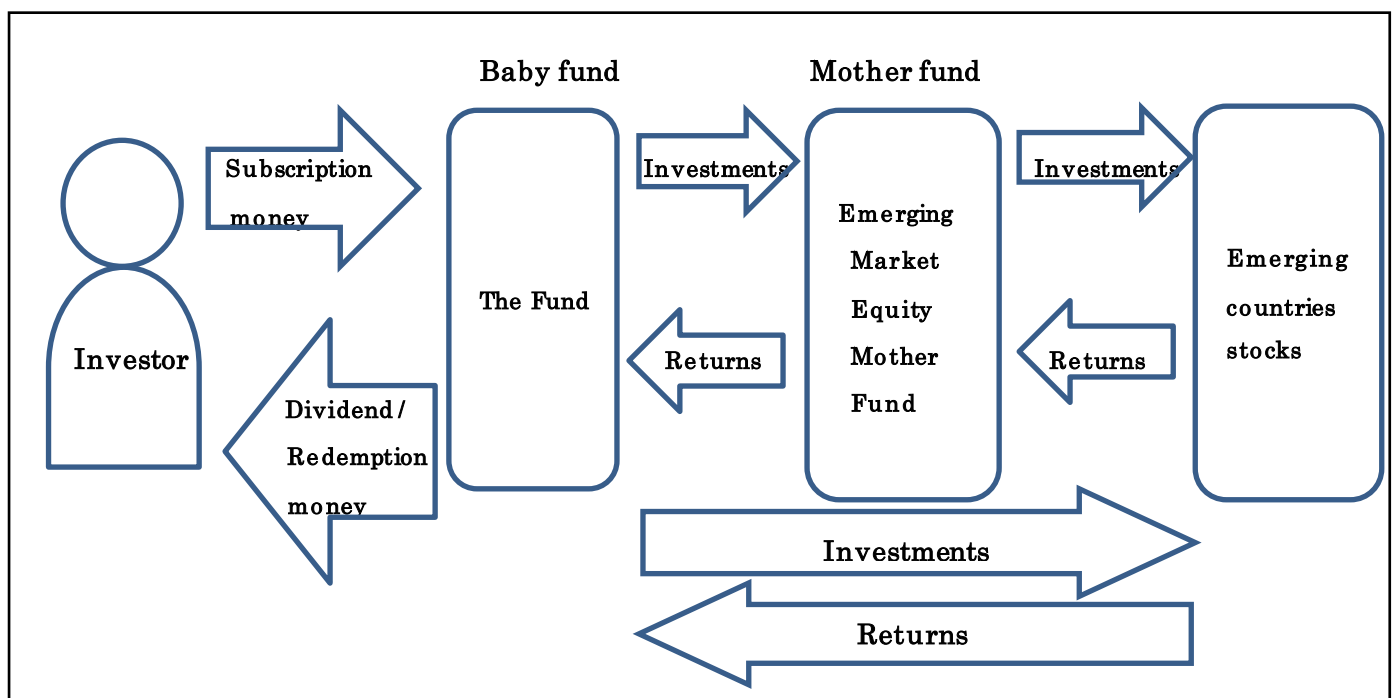 Baby fund
Mother fund
Subscription
money
Investments
Investments
Emerging
Market
Equity
Mother
Fund
Emerging
countries
stocks
The Fund
Investor
Returns
Returns
Dividend/
Redemption
money
Investments
Returns